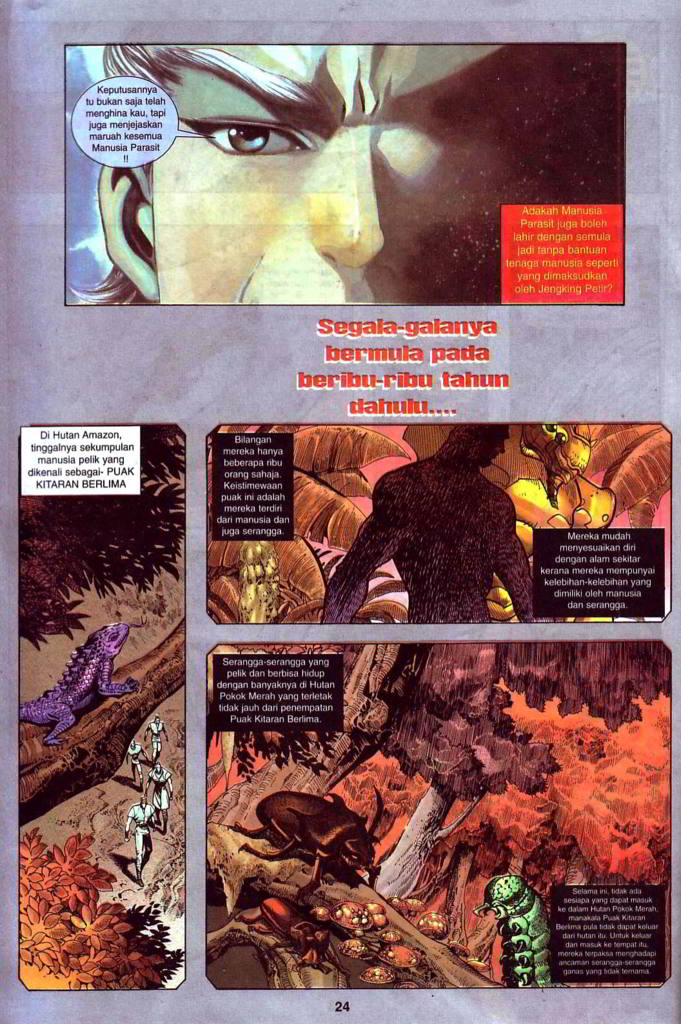 Keputusannya
tu bukan saja telah
menghina kau, tapi
juga menjejaskan
maruah kesemua
Manusia Parasit
!!
Adakah Manusia
Parasit juga boleh
lahir dengan semula
jadi tanpa bantuan
tenaga manusia seperti
yang dimaksudkan
oleh Jengking Petir?
Segala-galanya
bermula pada
beribu-ribu tahun
dahulu....
Di Hutan Amazon,
tinggalnya sekumpulan
manusia pelik yang
dikenali sebagai- PUAK
KITARAN BERLIMA
Bilangan
mereka hanya
beberapa ribu
orang sahaja.
Keistimewaan
puak ini adalah
mereka terdiri
dari manusia dan
juga serangga.
Mereka mudah
menyesuaikan diri
dengan alam sekitar
kerana mereka mempunyai
kelebihan-kelebihan yang
dimiliki oleh manusia
dan serangga.
Serangga-serangga yang
pelik dan berbisa hidup
dengan banyaknya di Hutan
Pokok Merah yang terletak
tidak jauh dari penempatan
Puak Kitaran Berlima.
Selama ini, tidak ada
sesiapa yang dapat masuk
ke dalam Hutan Pokok Merah,
manakala Puak Kitaran
Berlima pula tidak dapat keluar
dari hutan itu. Untuk keluar
dan masuk ke tempat itu,
mereka terpaksa menghadapi
ancaman serangga-serangga
ganas yang tidak ternama.
24